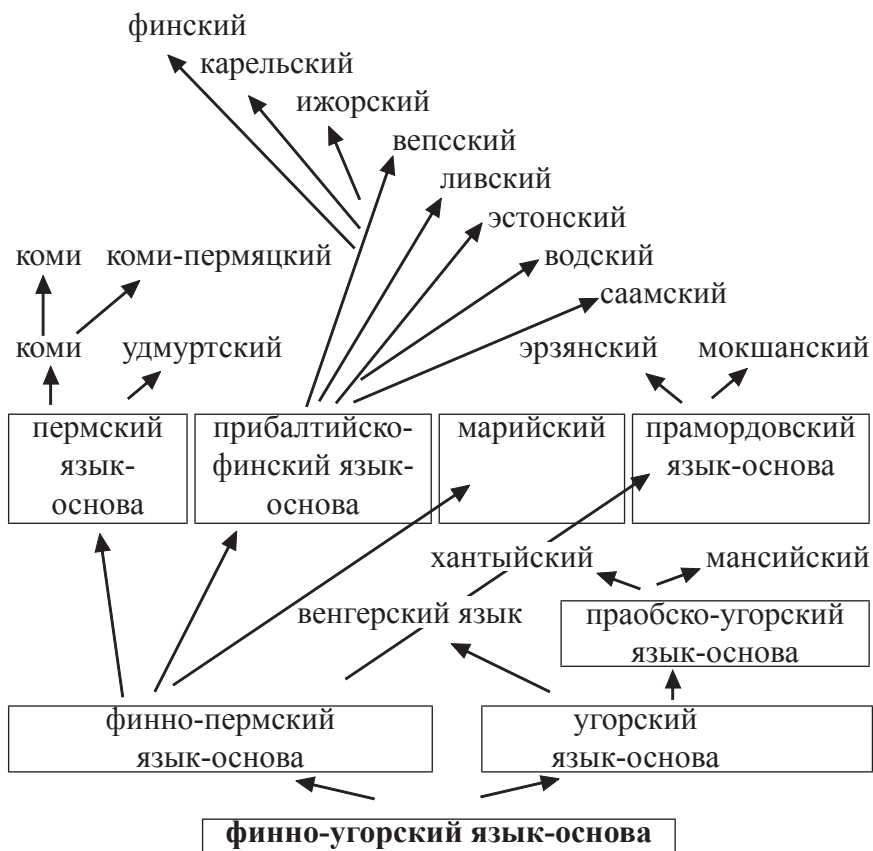 финский
карельский
ижорский
вепсский
ливский
эстонский
коми коми-пермяцкий
водский
саамский
коми удмуртский
эрзянский мокшанский
пермский
язык-
основа
прибалтийско-
финский язык-
основа
марийский
прамордовский
язык-основа
хантыйский мансийский
венгерский язык
праобско-угорский
язык-основа
финно-пермский
язык-основа
угорский
язык-основа
финно-угорский язык-основа